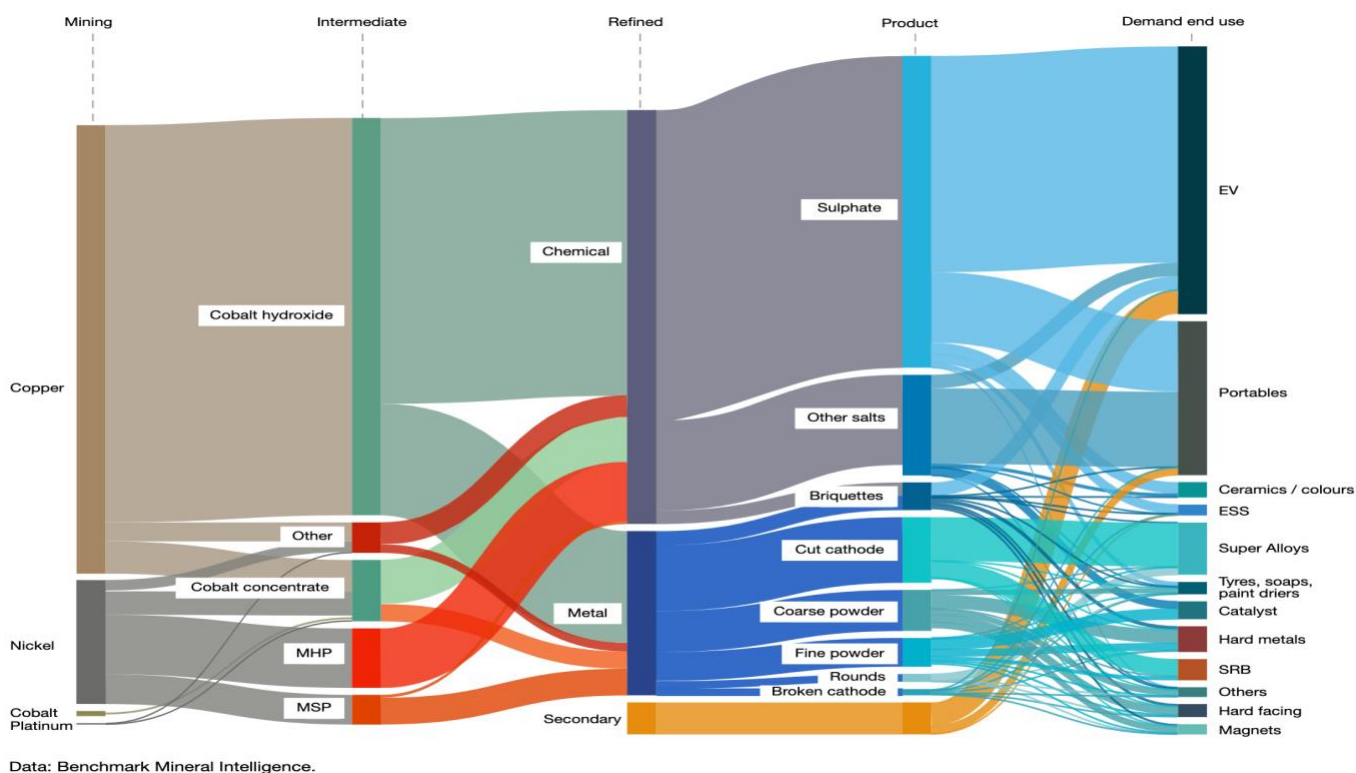 Mining
Intermediate
Refined
Product
Demand end use
Copper
Nickel
Cobalt
Platinum
Cobalt hydroxide
Other
Cobalt concentrate
MHP
MSP
Chemical
Metal
Secondary
Sulphate
Other salts
Briquettes
Cut cathode
Coarse powder
Fine powder
Rounds
Broken cathode
EV
Portables
Ceramics / colours
ESS
Super Alloys
Tyres, soaps,
paint driers
Catalyst
Hard metals
SRB
Others
Hard facing
Magnets
Data: Benchmark Mineral Intelligence.